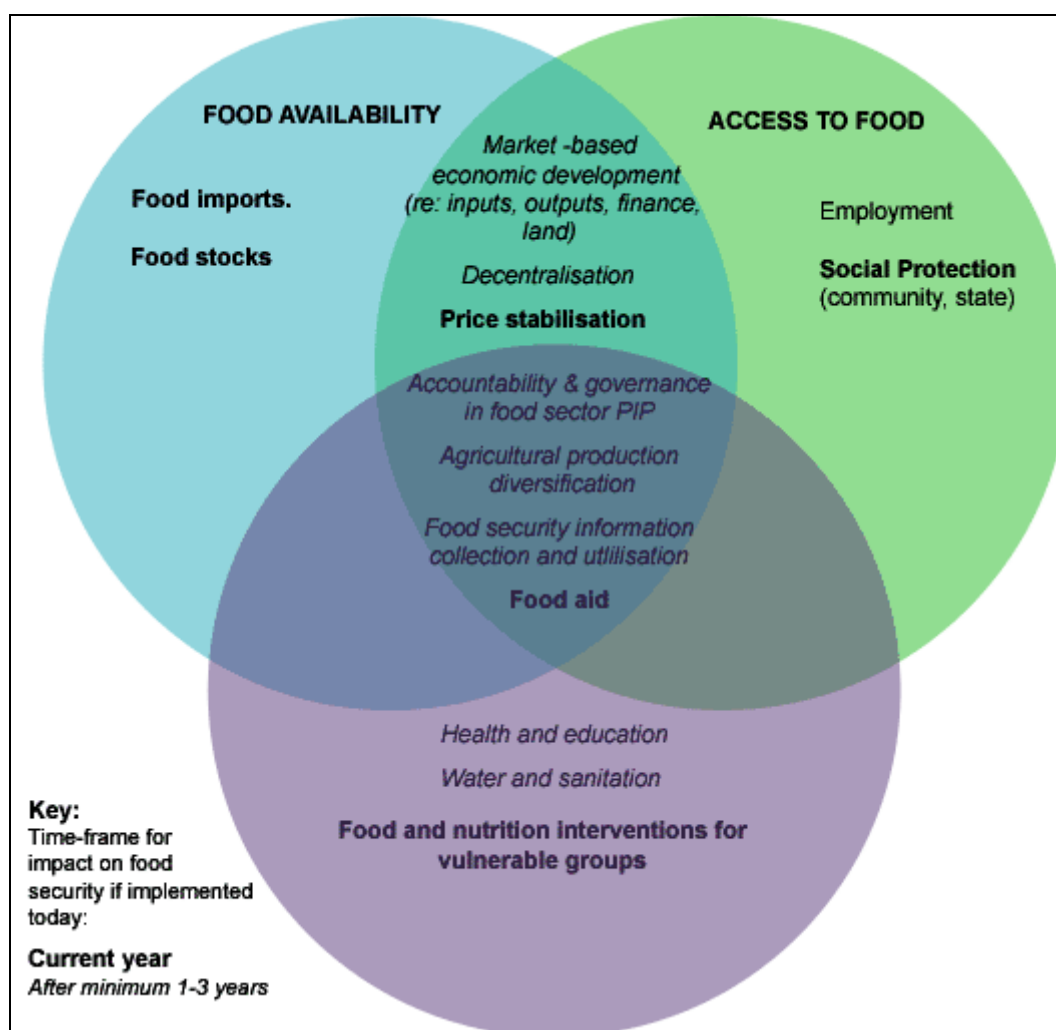 FOOD AVAILABILITY
Food imports.
Food stocks
Market -based
economic development
(re: inputs, outputs, finance,
land)
Decentralisation
Price stabilisation
ACCESS TO FOOD
Employment
Social Protection
(community, state)
Accountability & governance
in food sector PIP
Agricultural production
diversification
Food security information
collection and utlilisation
Food aid
Health and education
Water and sanitation
Food and nutrition interventions for
vulnerable groups
Key:
Time-frame for
impact on food
security if implemented
today:
Current year
After minimum 1-3 years